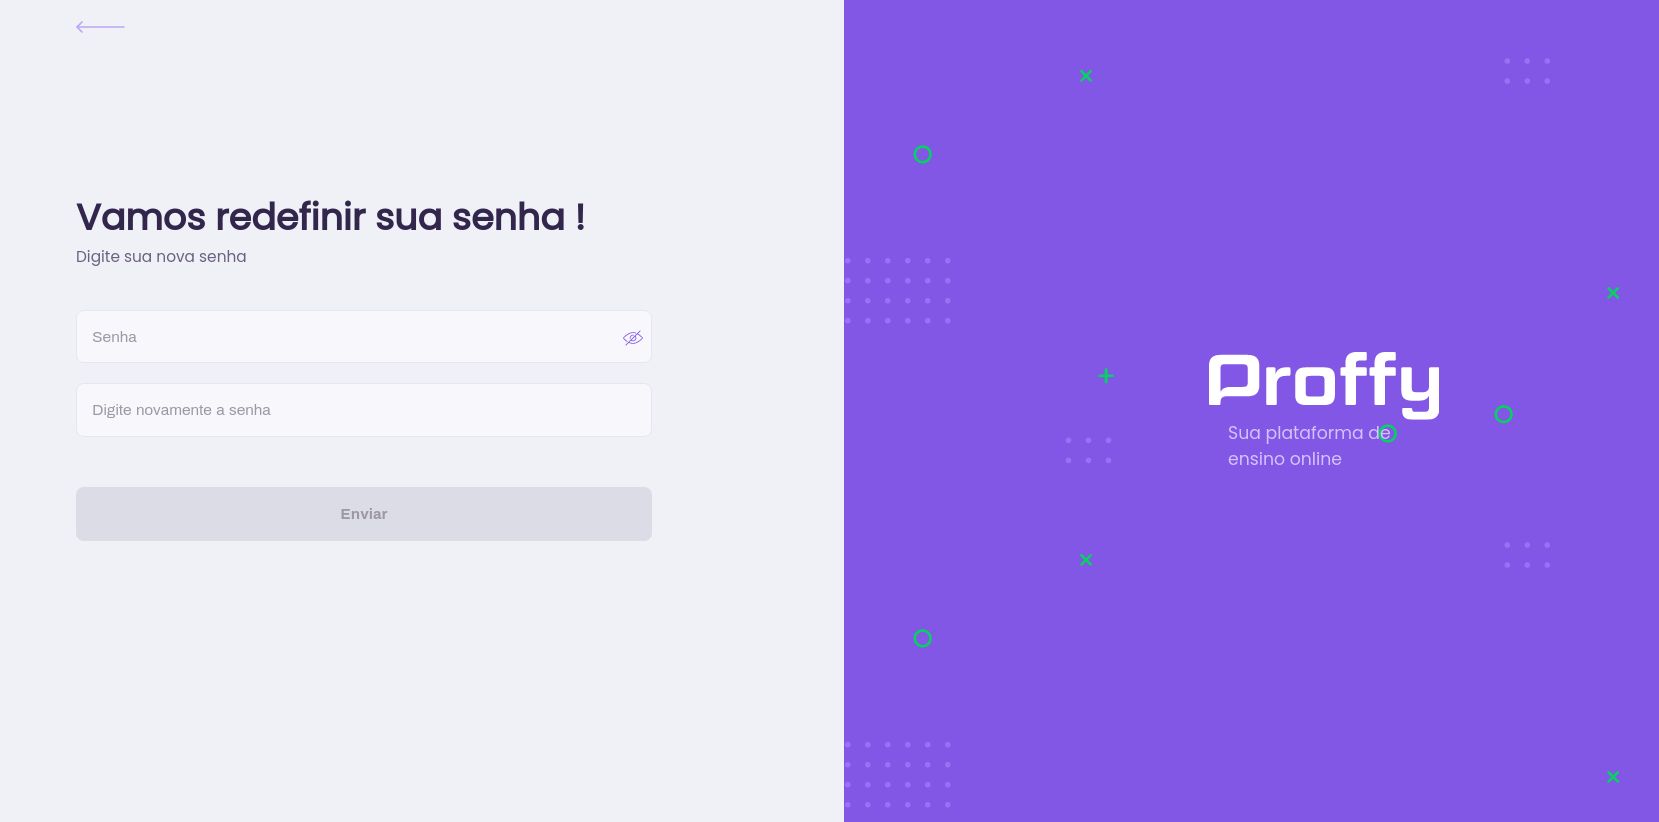 Vamos redefinir sua senha !
Digite sua nova senha
Senha
Digite novamente a senha
Enviar
Proffy
Sua plataforma de
ensino online